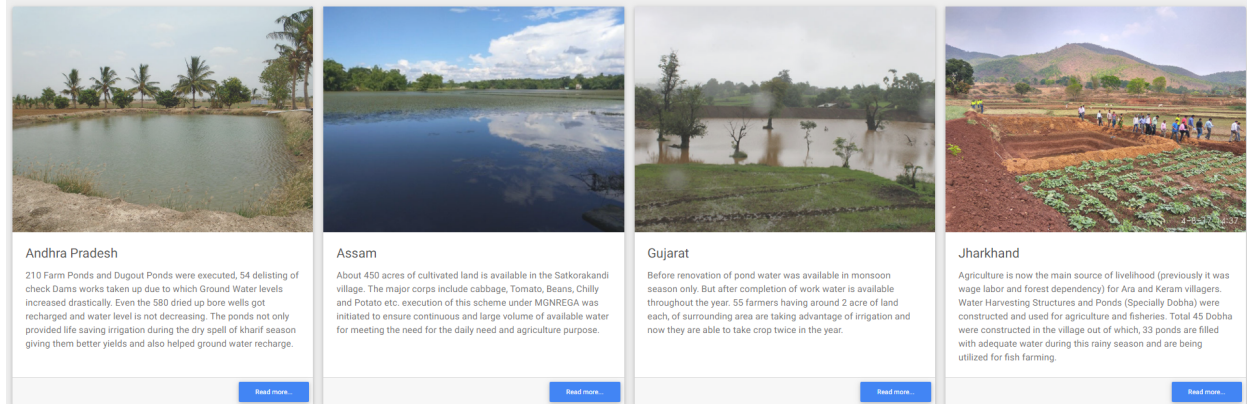 4-6-17 14:37
Andhra Pradesh
210 Farm Ponds and Dugout Ponds were executed, 54 delisting of
check Dams works taken up due to which Ground Water levels
increased drastically. Even the 580 dried up bore wells got
recharged and water level is not decreasing. The ponds not only
provided life saving irrigation during the dry spell of kharif season
giving them better yields and also helped ground water recharge.
Read more...
Assam
About 450 acres of cultivated land is available in the Satkorakandi
village. The major corps include cabbage, Tomato, Beans, Chilly
and Potato etc. execution of this scheme under MGNREGA was
initiated to ensure continuous and large volume of available water
for meeting the need for the daily need and agriculture purpose.
Read more...
Gujarat
Before renovation of pond water was available in monsoon
season only. But after completion of work water is available
throughout the year. 55 farmers having around 2 acre of land
each, of surrounding area are taking advantage of irrigation and
now they are able to take crop twice in the year.
Read more...
Jharkhand
Agriculture is now the main source of livelihood (previously it was
wage labor and forest dependency) for Ara and Keram villagers.
Water Harvesting Structures and Ponds (Specially Dobha) were
constructed and used for agriculture and fisheries. Total 45 Dobha
were constructed in the village out of which, 33 ponds are filled
with adequate water during this rainy season and are being
utilized for fish farming.
Read more...